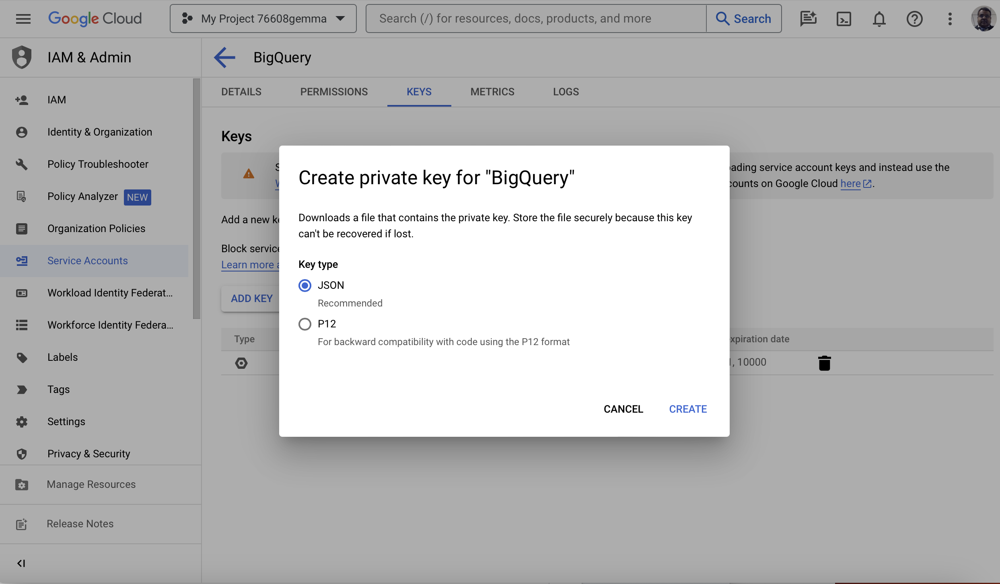 Google Cloud
My Project 76608gemma
Search (/) for resources, docs, products, and more
Search
IAM & Admin
BigQuery
DETAILS PERMISSIONS KEYS METRICS LOGS
IAM
Identity & Organization
Policy Troubleshooter
Policy Analyzer NEW
Organization Policies
Service Accounts
Workload Identity Federat...
Workforce Identity Federa...
Labels
Tags
Settings
Privacy & Security
Manage Resources
Release Notes
Keys
service account keys and instead use the
on Google Cloud here.
Add a new
Block
Learn more
ADD KEY
Type
date
, 10000
Create private key for "BigQuery"
Downloads a file that contains the private key. Store the file securely because this key
can't be recovered if lost.
Key type
JSON
Recommended
P12
For backward compatibility with code using the P12 format
CANCEL CREATE